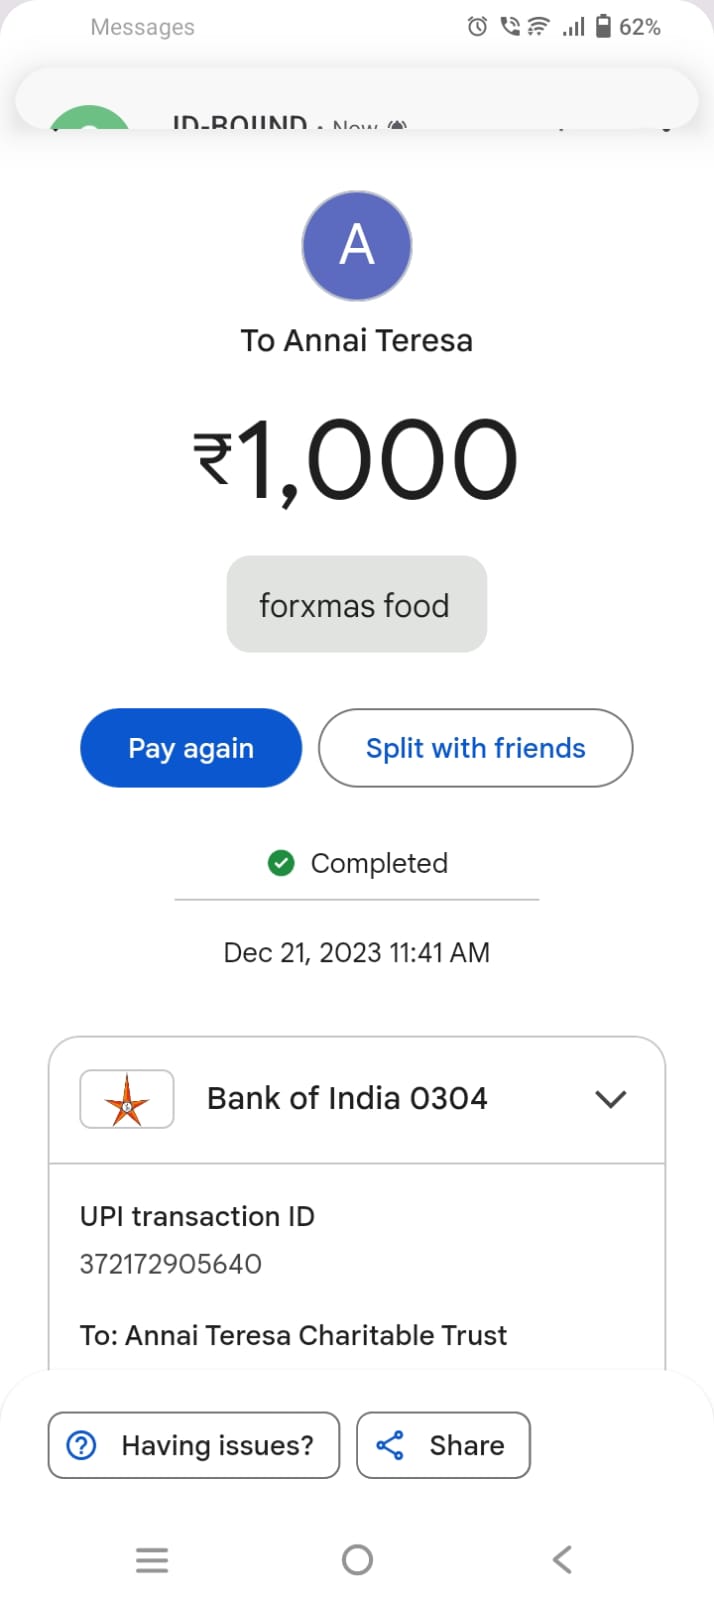 Messages
62%
ID-BOIIND • Now
A
To Annai Teresa
₹1,000
forxmas food
Pay again
Split with friends
Completed
Dec 21, 2023 11:41 AM
Bank of India 0304
UPI transaction ID
372172905640
To: Annai Teresa Charitable Trust
Having issues?
Share